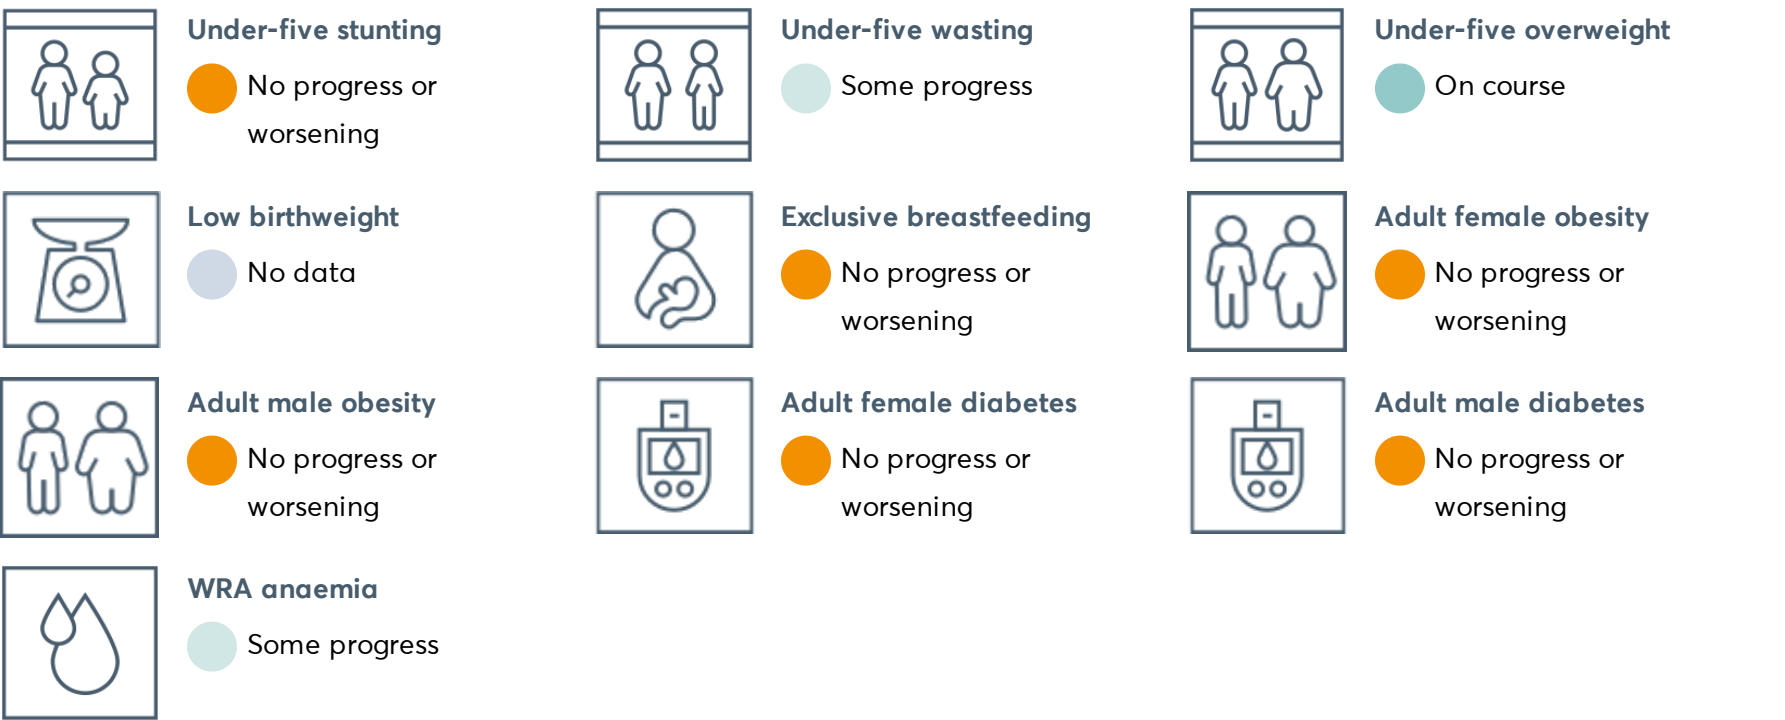 Under-five stunting
No progress or
worsening
Under-five wasting
Some progress
Under-five overweight
On course
Low birthweight
No data
Exclusive breastfeeding
No progress or
worsening
Adult female obesity
No progress or
worsening
Adult male obesity
No progress or
worsening
Adult female diabetes
No progress or
worsening
Adult male diabetes
No progress or
worsening
WRA anaemia
Some progress